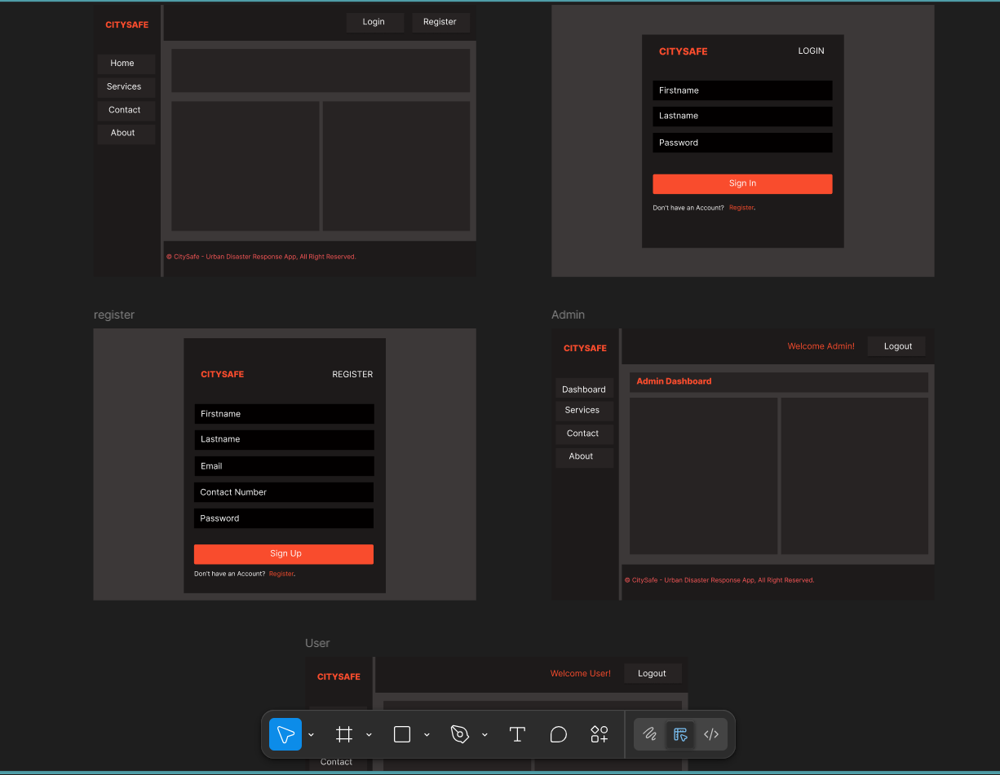 CITYSAFE
Login
Register
Home
Services
Contact
About
© CitySafe - Urban Disaster Response App, All Right Reserved.
CITYSAFE
LOGIN
Firstname
Lastname
Password
Sign In
Don't have an Account? Register.
register
CITYSAFE
REGISTER
Firstname
Lastname
Email
Contact Number
Password
Sign Up
Don't have an Account? Register.
Admin
CITYSAFE
Welcome Admin!
Logout
Dashboard
Services
Contact
About
Admin Dashboard
© CitySafe - Urban Disaster Response App, All Right Reserved.
User
CITYSAFE
Welcome User!
Logout
Contact